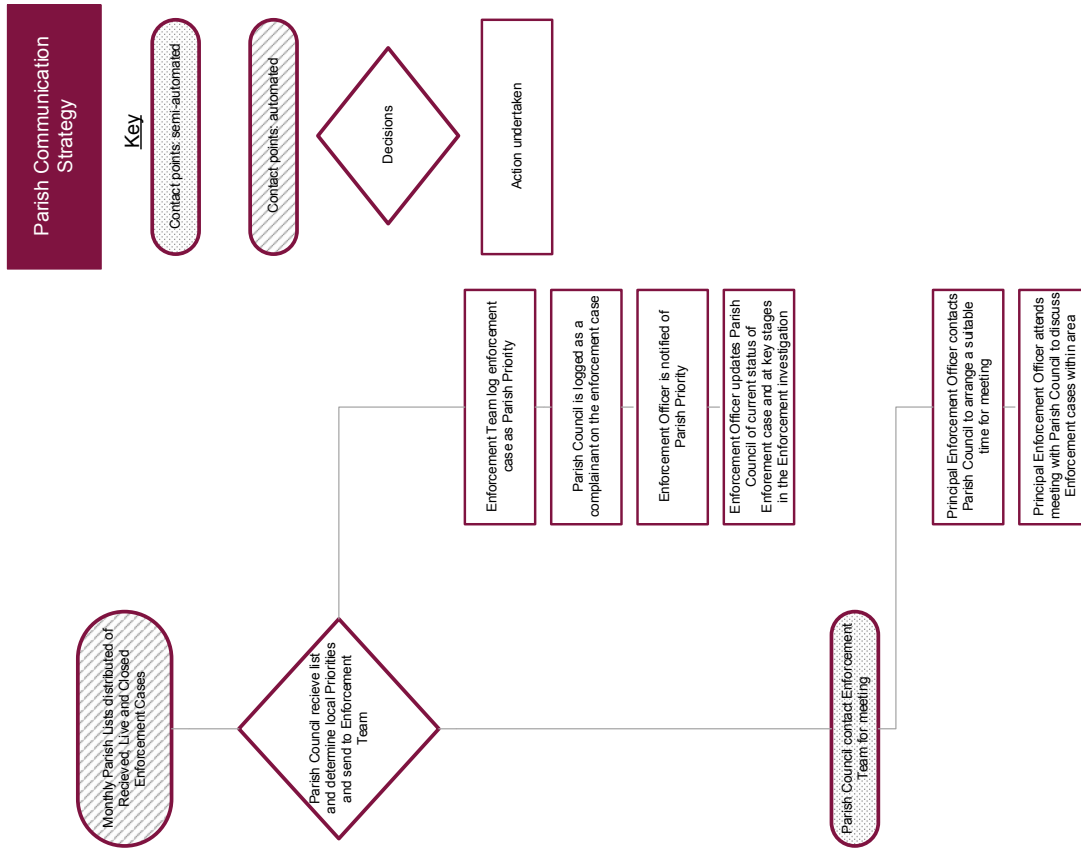 Parish Communication
Strategy
Key
Contact points: semi-automated
Contact points: automated
Decisions
Action undertaken
Monthly Parish Lists distributed of
Recieved, Live and Closed
Enforcement Cases
Parish Council recieve list
and determine local Priorities
and send to Enforcement
Team
Enforcement Team log enforcement
case as Parish Priority
Parish Council is logged as a
complainant on the enforcement case
Enforcement Officer is notified of
Parish Priority
Enforcement Officer updates Parish
Council of current status of
Enforement case and at key stages
in the Enforcement investigation
Parish Council contact Enforcement
Team for meeting
Principal Enforcement Officer contacts
Parish Council to arrange a suitable
time for meeting
Principal Enforcement Officer attends
meeting with Parish Council to discuss
Enforcement cases within area